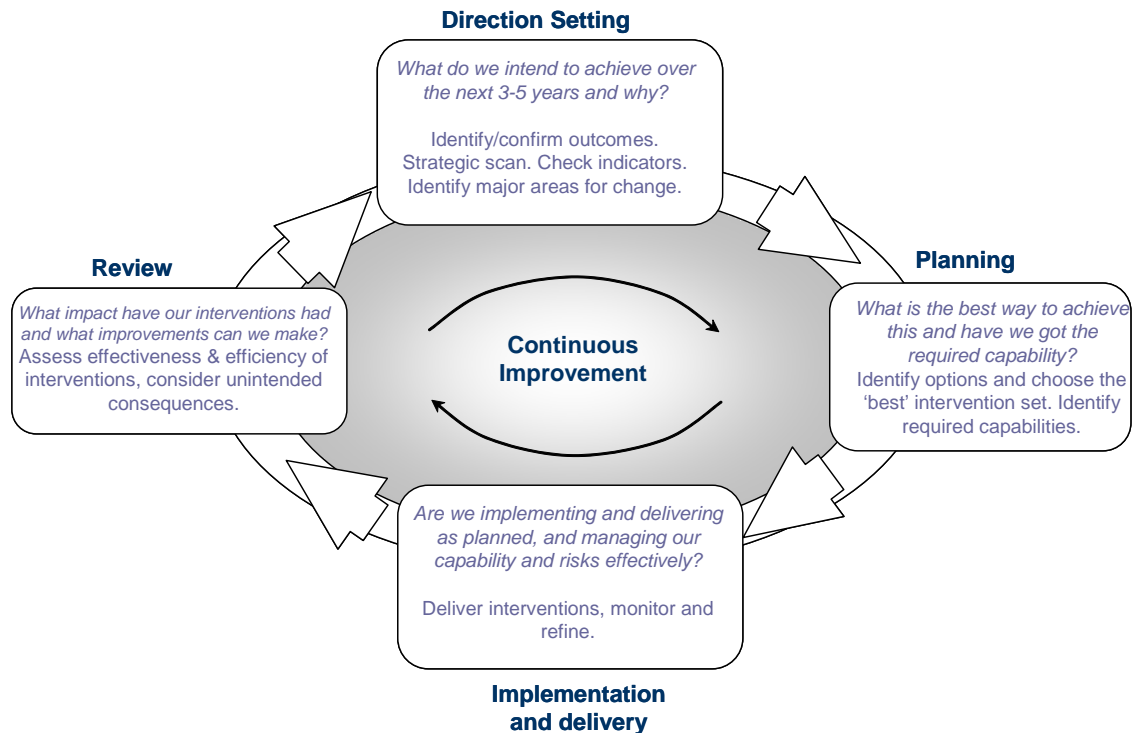 Direction Setting
What do we intend to achieve over
the next 3-5 years and why?
Identify/confirm outcomes.
Strategic scan. Check indicators.
Identify major areas for change.
Review
What impact have our interventions had
and what improvements can we make?
Assess effectiveness & efficiency of
interventions, consider unintended
consequences.
Continuous
Improvement
Planning
What is the best way to achieve
this and have we got the
required capability?
Identify options and choose the
‘best’ intervention set. Identify
required capabilities.
Are we implementing and delivering
as planned, and managing our
capability and risks effectively?
Deliver interventions, monitor and
refine.
Implementation
and delivery